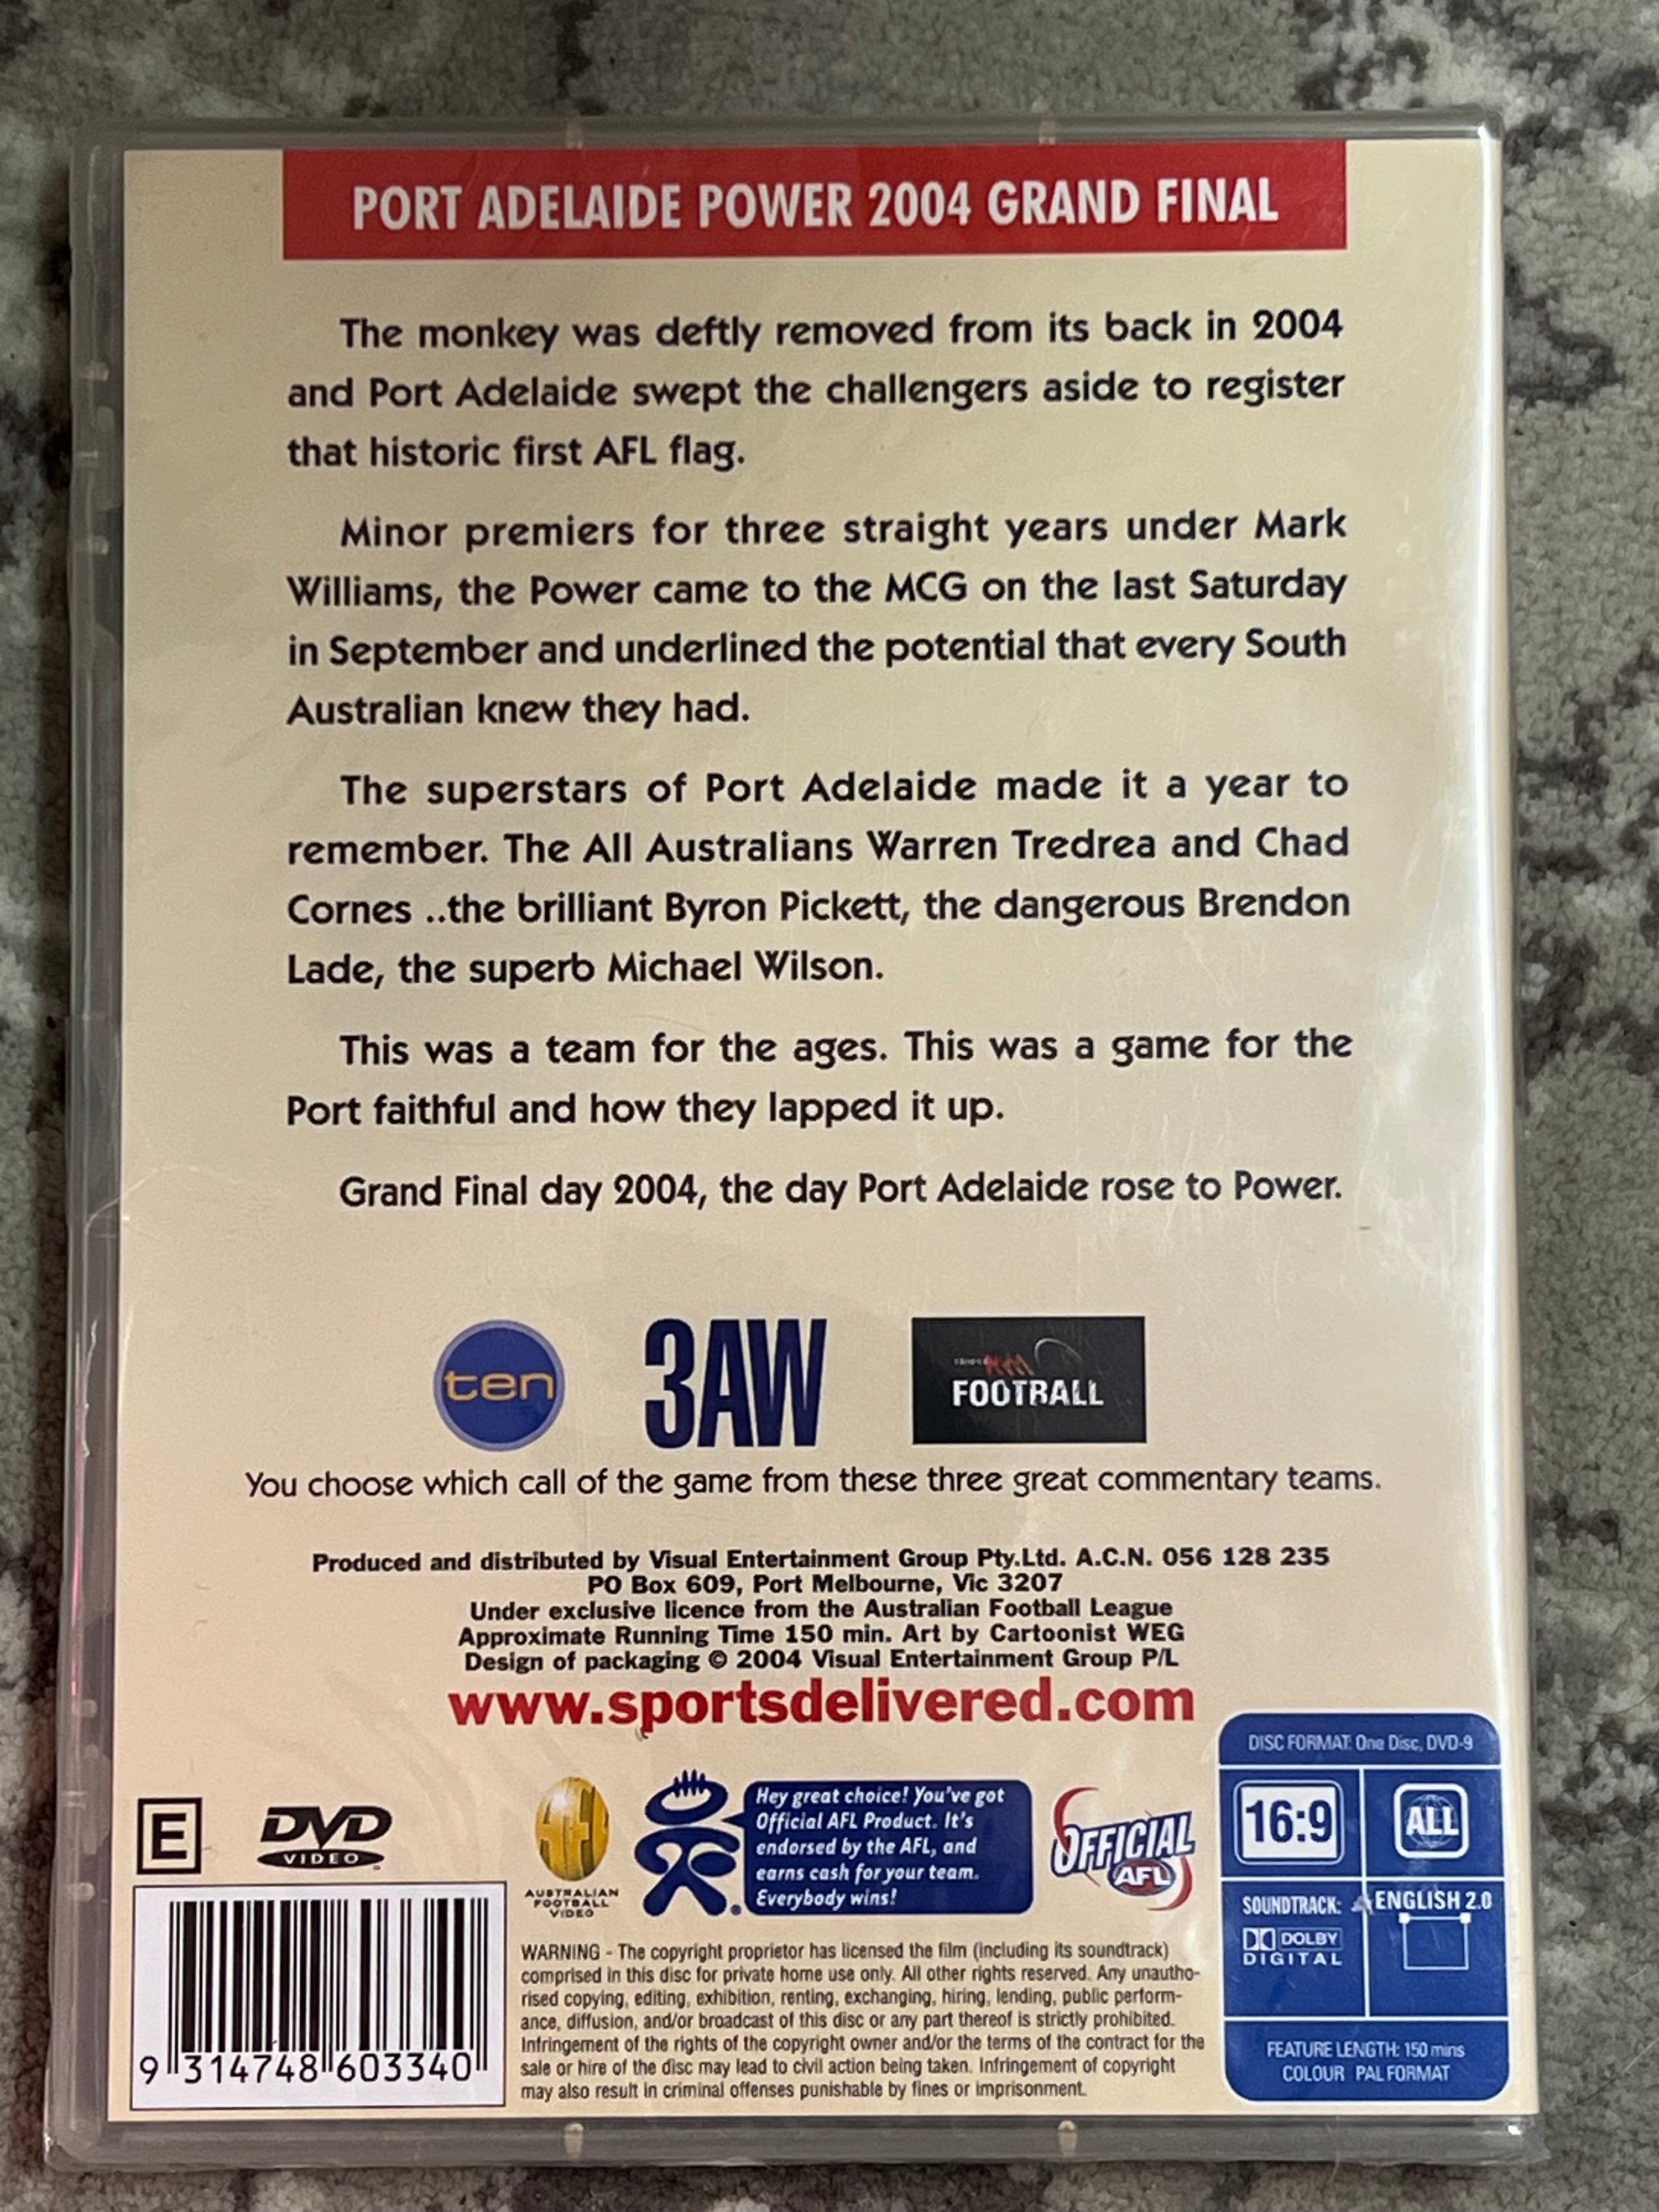 PORT ADELAIDE POWER 2004 GRAND FINAL
The monkey was deftly removed from its back in 2004
and Port Adelaide swept the challengers aside to register
that historic first AFL flag.
Minor premiers for three straight years under Mark
Williams, the Power came to the MCG on the last Saturday
in September and underlined the potential that every South
Australian knew they had.
The superstars of Port Adelaide made it a year to
remember. The All Australians Warren Tredrea and Chad
Cornes ..the brilliant Byron Pickett, the dangerous Brendon
Lade, the superb Michael Wilson.
This was a team for the ages. This was a game for the
Port faithful and how they lapped it up.
Grand Final day 2004, the day Port Adelaide rose to Power.
ten
3AW
MMM
FOOTBALL
You choose which call of the game from these three great commentary teams.
Produced and distributed by Visual Entertainment Group Pty.Ltd. A.C.N. 056 128 235
PO Box 609, Port Melbourne, Vic 3207
Under exclusive licence from the Australian Football League
Approximate Running Time 150 min. Art by Cartoonist WEG
Design of packaging © 2004 Visual Entertainment Group P/L
www.sportsdelivered.com
E
DVD
VIDEO
AFL
AUSTRALIAN
FOOTBALL
VIDEO
Hey great choice! You've got
Official AFL Product. It's
endorsed by the AFL, and
earns cash for your team.
Everybody wins!
OFFICIAL
AFL
DISC FORMAT: One Disc, DVD-9
16:9
ALL
SOUNDTRACK:
ENGLISH 2.0
DOLBY
DIGITAL
FEATURE LENGTH: 150 mins
COLOUR PAL FORMAT
9 314748 603340
WARNING - The copyright proprietor has licensed the film (including its soundtrack)
comprised in this disc for private home use only. All other rights reserved. Any unautho-
rised copying, editing, exhibition, renting, exchanging, hiring, lending, public perform-
ance, diffusion, and/or broadcast of this disc or any part thereof is strictly prohibited.
Infringement of the rights of the copyright owner and/or the terms of the contract for the
sale or hire of the disc may lead to civil action being taken. Infringement of copyright
may also result in criminal offenses punishable by fines or imprisonment.